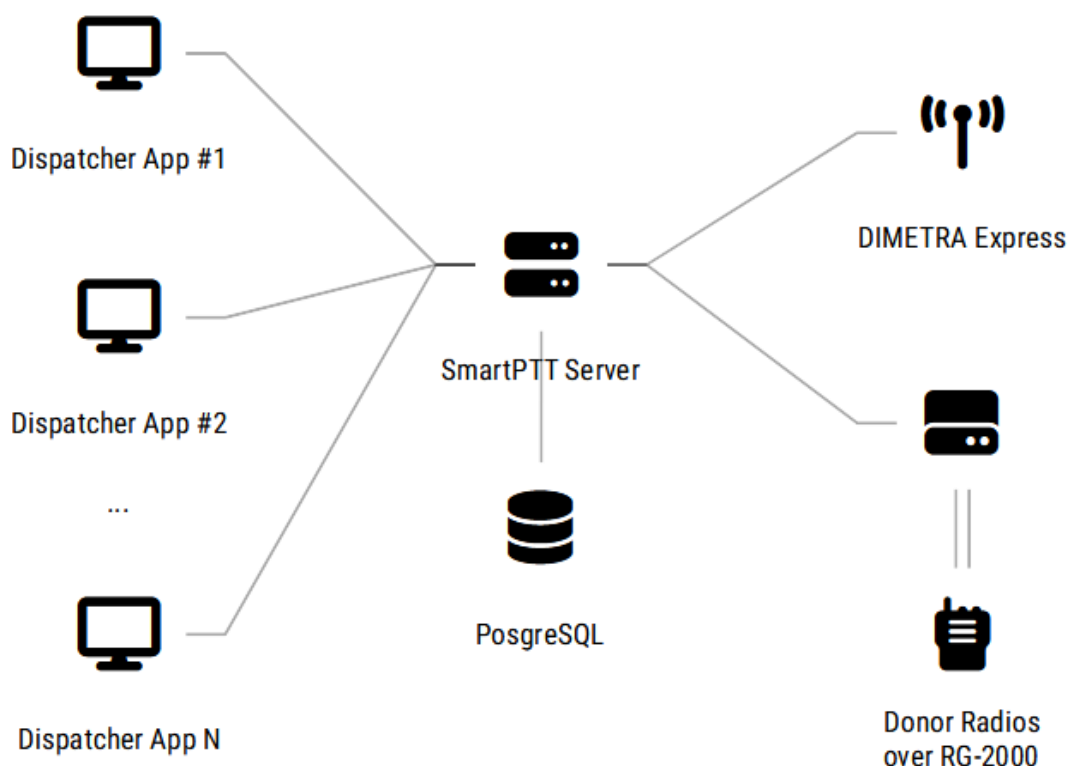 Dispatcher App #1
DIMETRA Express
SmartPTT Server
Dispatcher App #2
...
PosgreSQL
Dispatcher App N
Donor Radios
over RG-2000